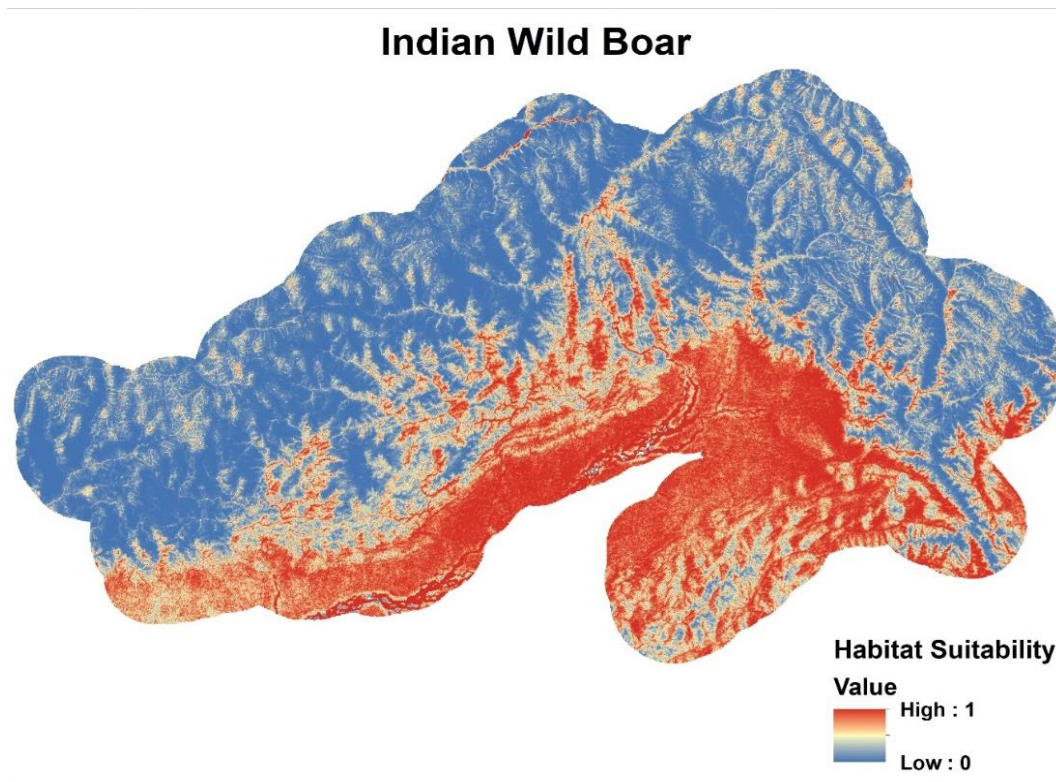 Indian Wild Boar
Habitat Suitability
Value
High : 1
Low : 0